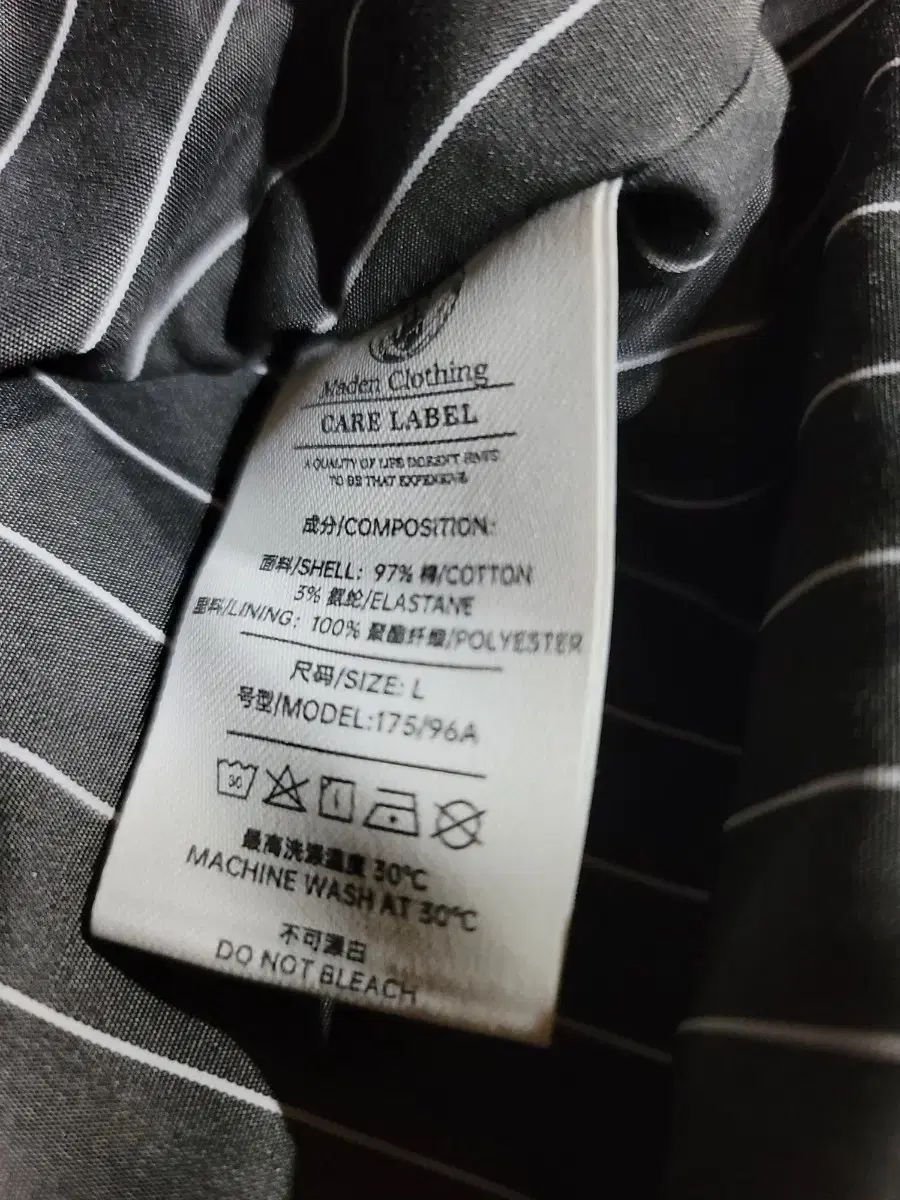 Maden Clothing
CARE LABEL
A QUALITY OF LIFE DOESN'T
TO BE THAT EXPENSIVE
成分/COMPOSITION:
面料/SHELL: 97% 棉/COTTON
3% 氨纶/ELASTANE
里料/LINING: 100% 聚酯纤维/POLYESTER
尺码/SIZE: L
号型/MODEL:175/96A
30
最高洗涤温度 30°C
MACHINE WASH AT 30°C
不可漂白
DO NOT BLEACH